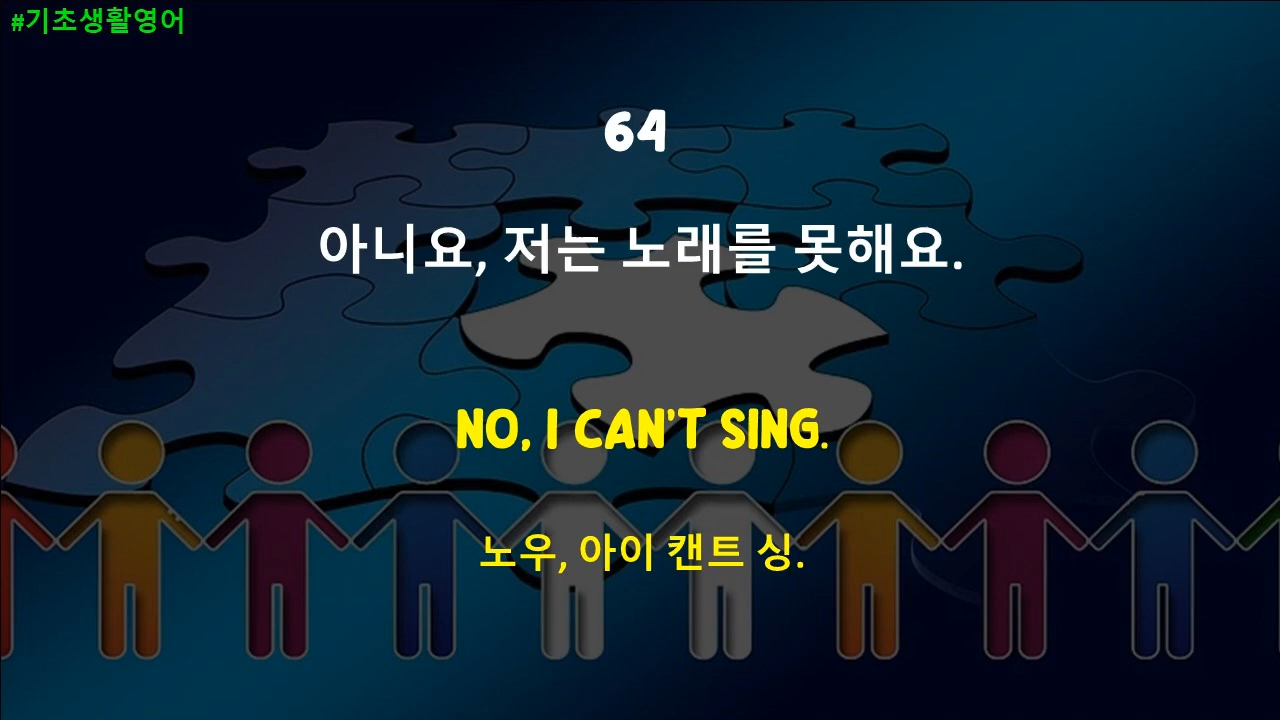 #기초생활영어
64
아니요, 저는 노래를 못해요.
NO, I CAN'T SING.
노우, 아이 캔트 싱.